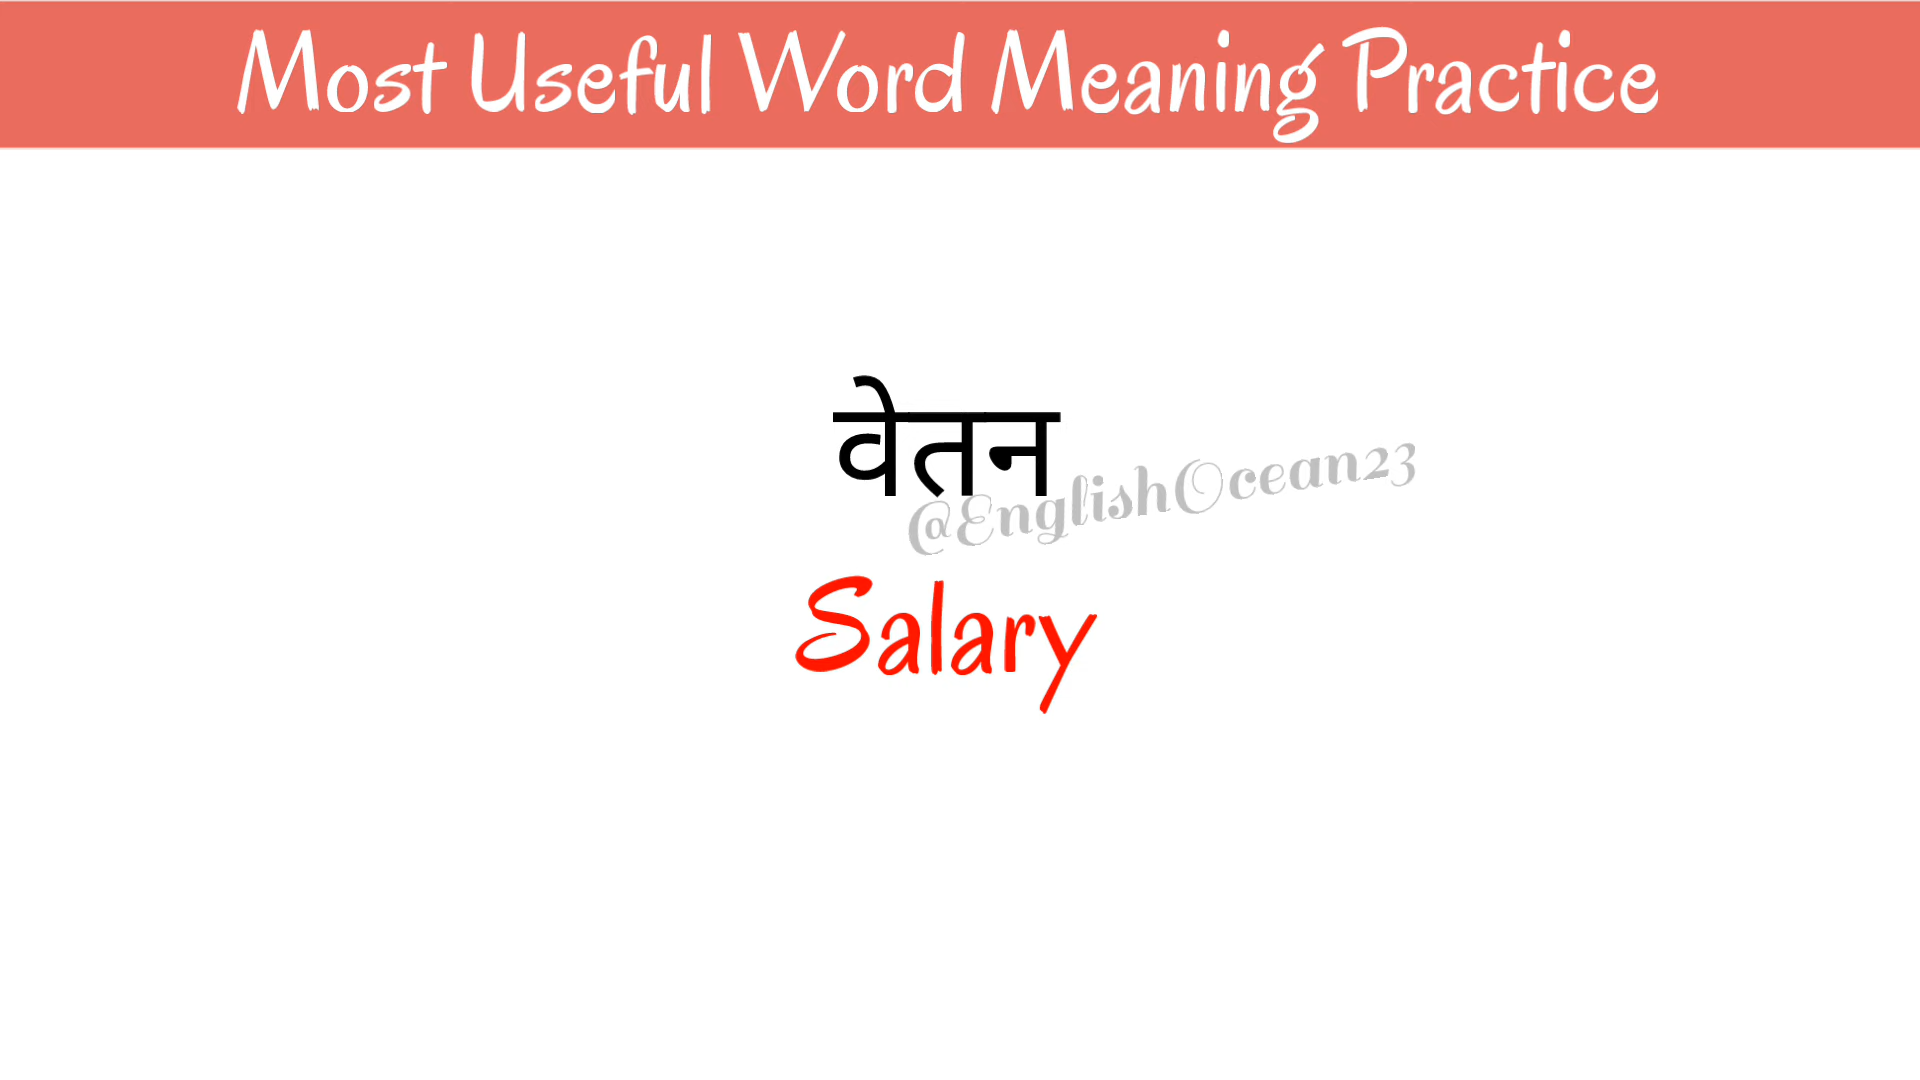 Most Useful Word Meaning Practice
वेतन
@EnglishOcean23
Salary